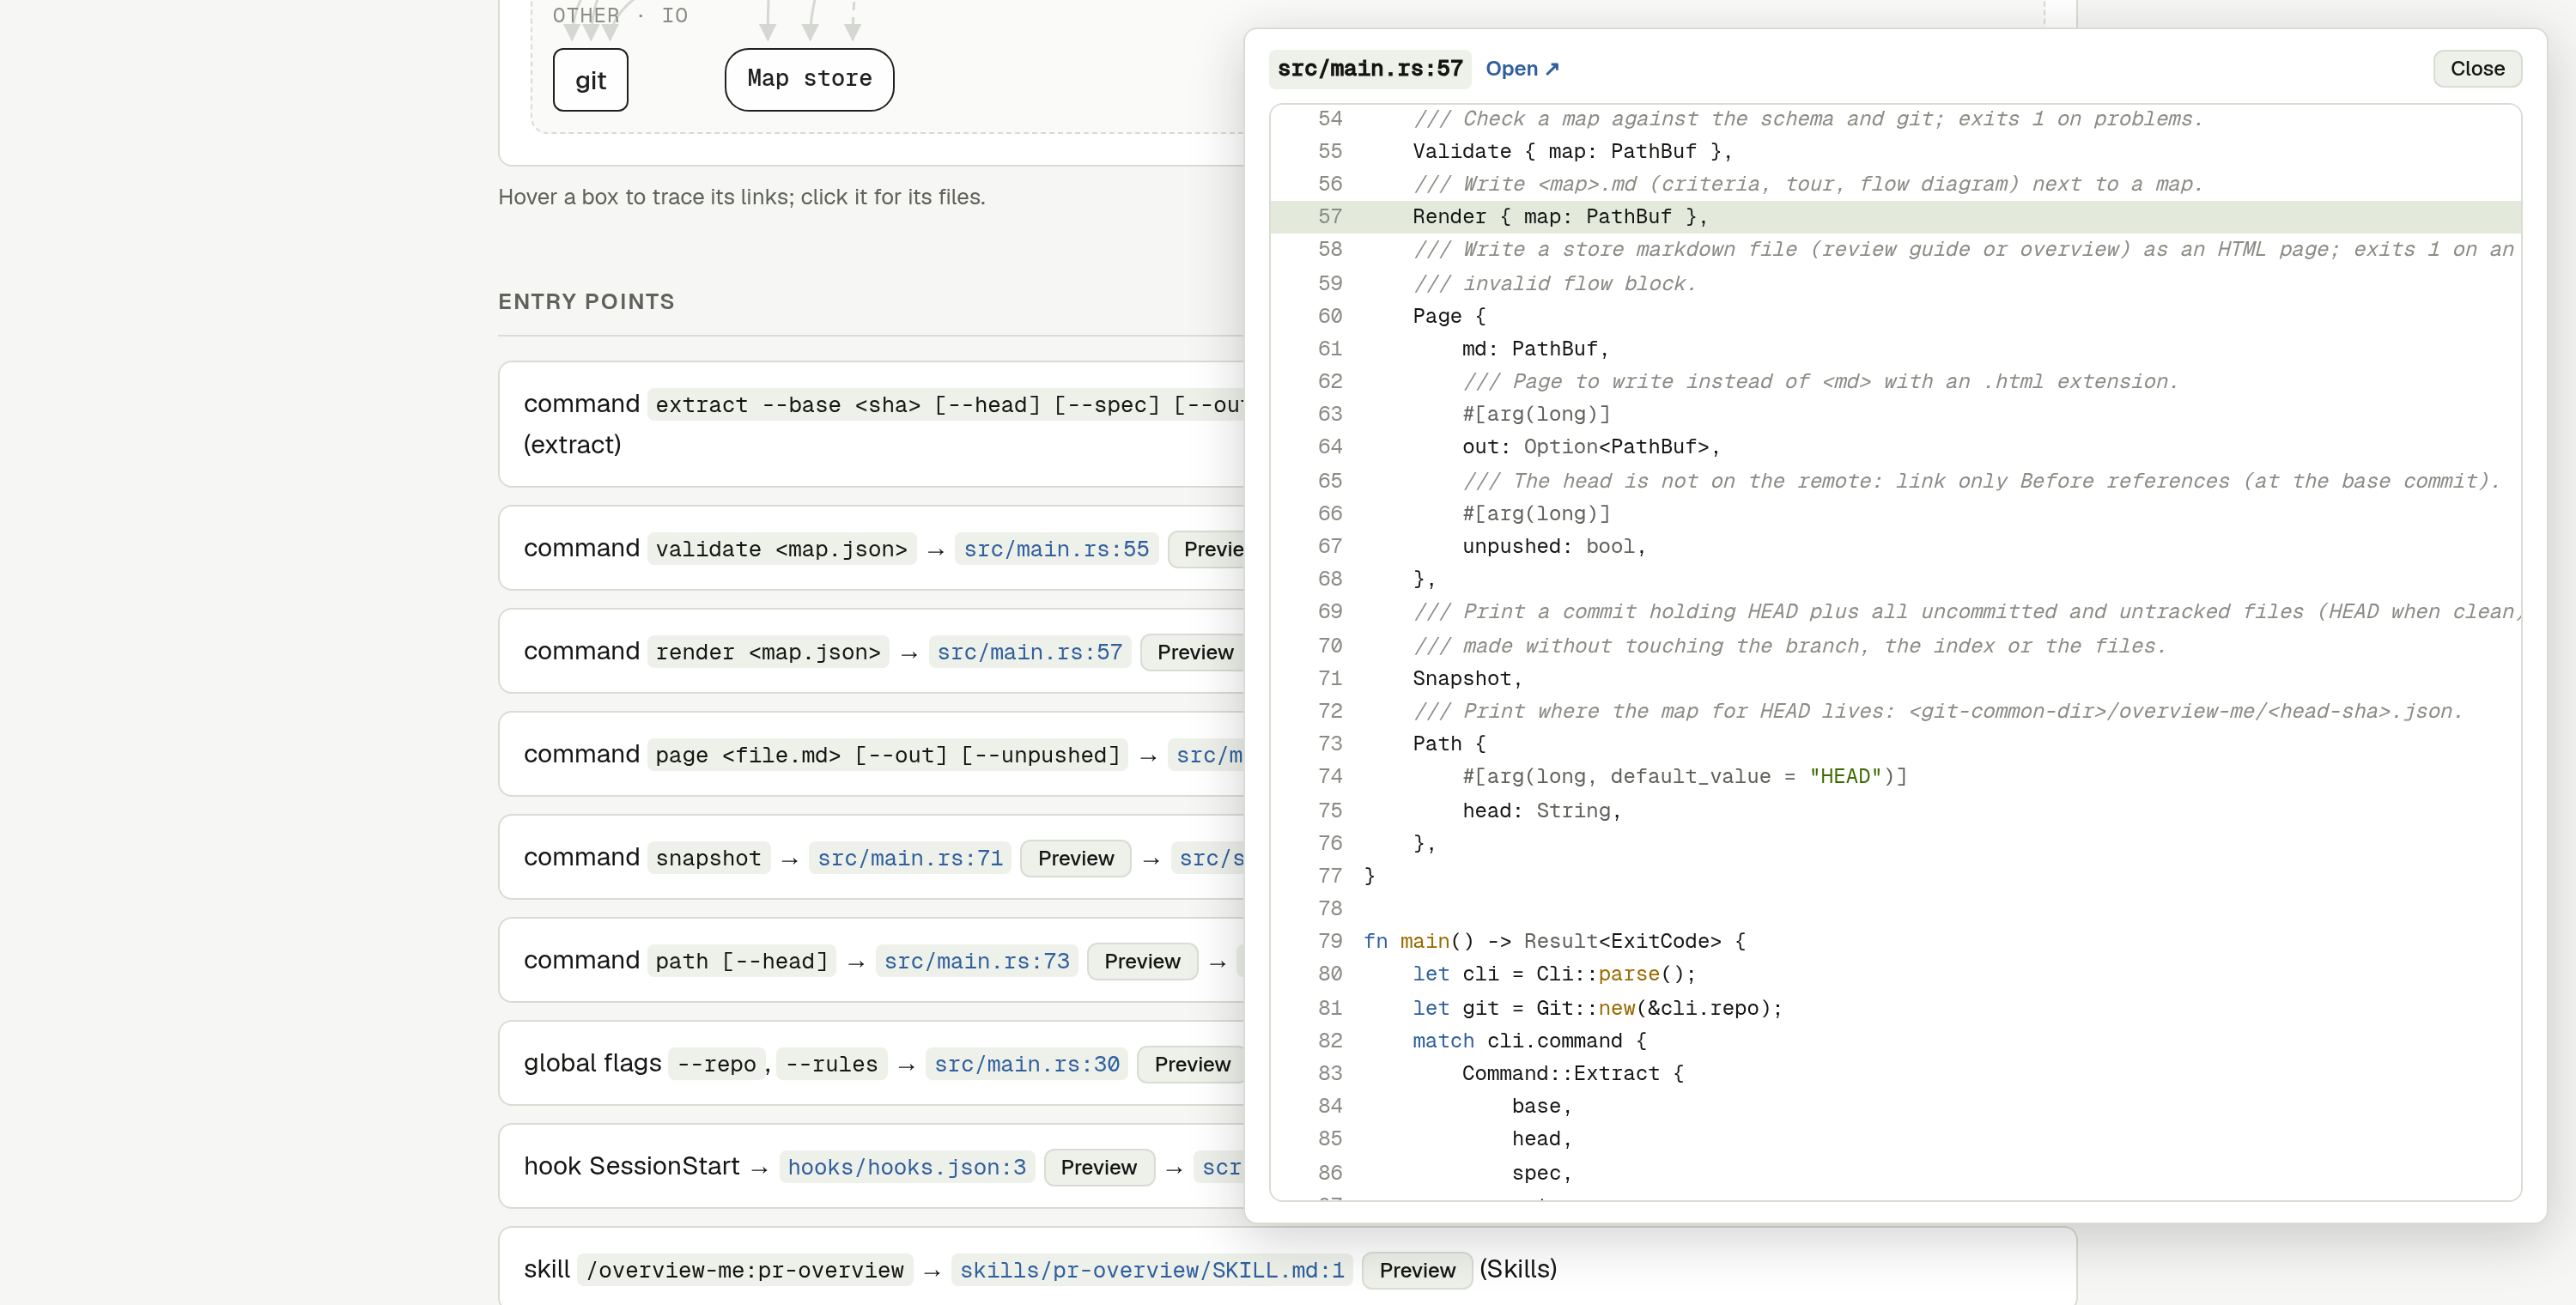 OTHER · IO
git
Map store
Hover a box to trace its links; click it for its files.
ENTRY POINTS
command extract --base <sha> [--head] [--spec] [--out
(extract)
command validate <map.json> → src/main.rs:55 Preview
command render <map.json> → src/main.rs:57 Preview
command page <file.md> [--out] [--unpushed] → src/m
command snapshot → src/main.rs:71 Preview → src/s
command path [--head] → src/main.rs:73 Preview →
global flags --repo, --rules → src/main.rs:30 Preview
hook SessionStart → hooks/hooks.json:3 Preview → scr
skill /overview-me:pr-overview → skills/pr-overview/SKILL.md:1 Preview (Skills)
src/main.rs:57 Open ↗ Close
54 /// Check a map against the schema and git; exits 1 on problems.
55 Validate { map: PathBuf },
56 /// Write <map>.md (criteria, tour, flow diagram) next to a map.
57 Render { map: PathBuf },
58 /// Write a store markdown file (review guide or overview) as an HTML page; exits 1 on an
59 /// invalid flow block.
60 Page {
61 md: PathBuf,
62 /// Page to write instead of <md> with an .html extension.
63 #[arg(long)]
64 out: Option<PathBuf>,
65 /// The head is not on the remote: link only Before references (at the base commit).
66 #[arg(long)]
67 unpushed: bool,
68 },
69 /// Print a commit holding HEAD plus all uncommitted and untracked files (HEAD when clean)
70 /// made without touching the branch, the index or the files.
71 Snapshot,
72 /// Print where the map for HEAD lives: <git-common-dir>/overview-me/<head-sha>.json.
73 Path {
74 #[arg(long, default_value = "HEAD")]
75 head: String,
76 },
77 }
78
79 fn main() -> Result<ExitCode> {
80 let cli = Cli::parse();
81 let git = Git::new(&cli.repo);
82 match cli.command {
83 Command::Extract {
84 base,
85 head,
86 spec,